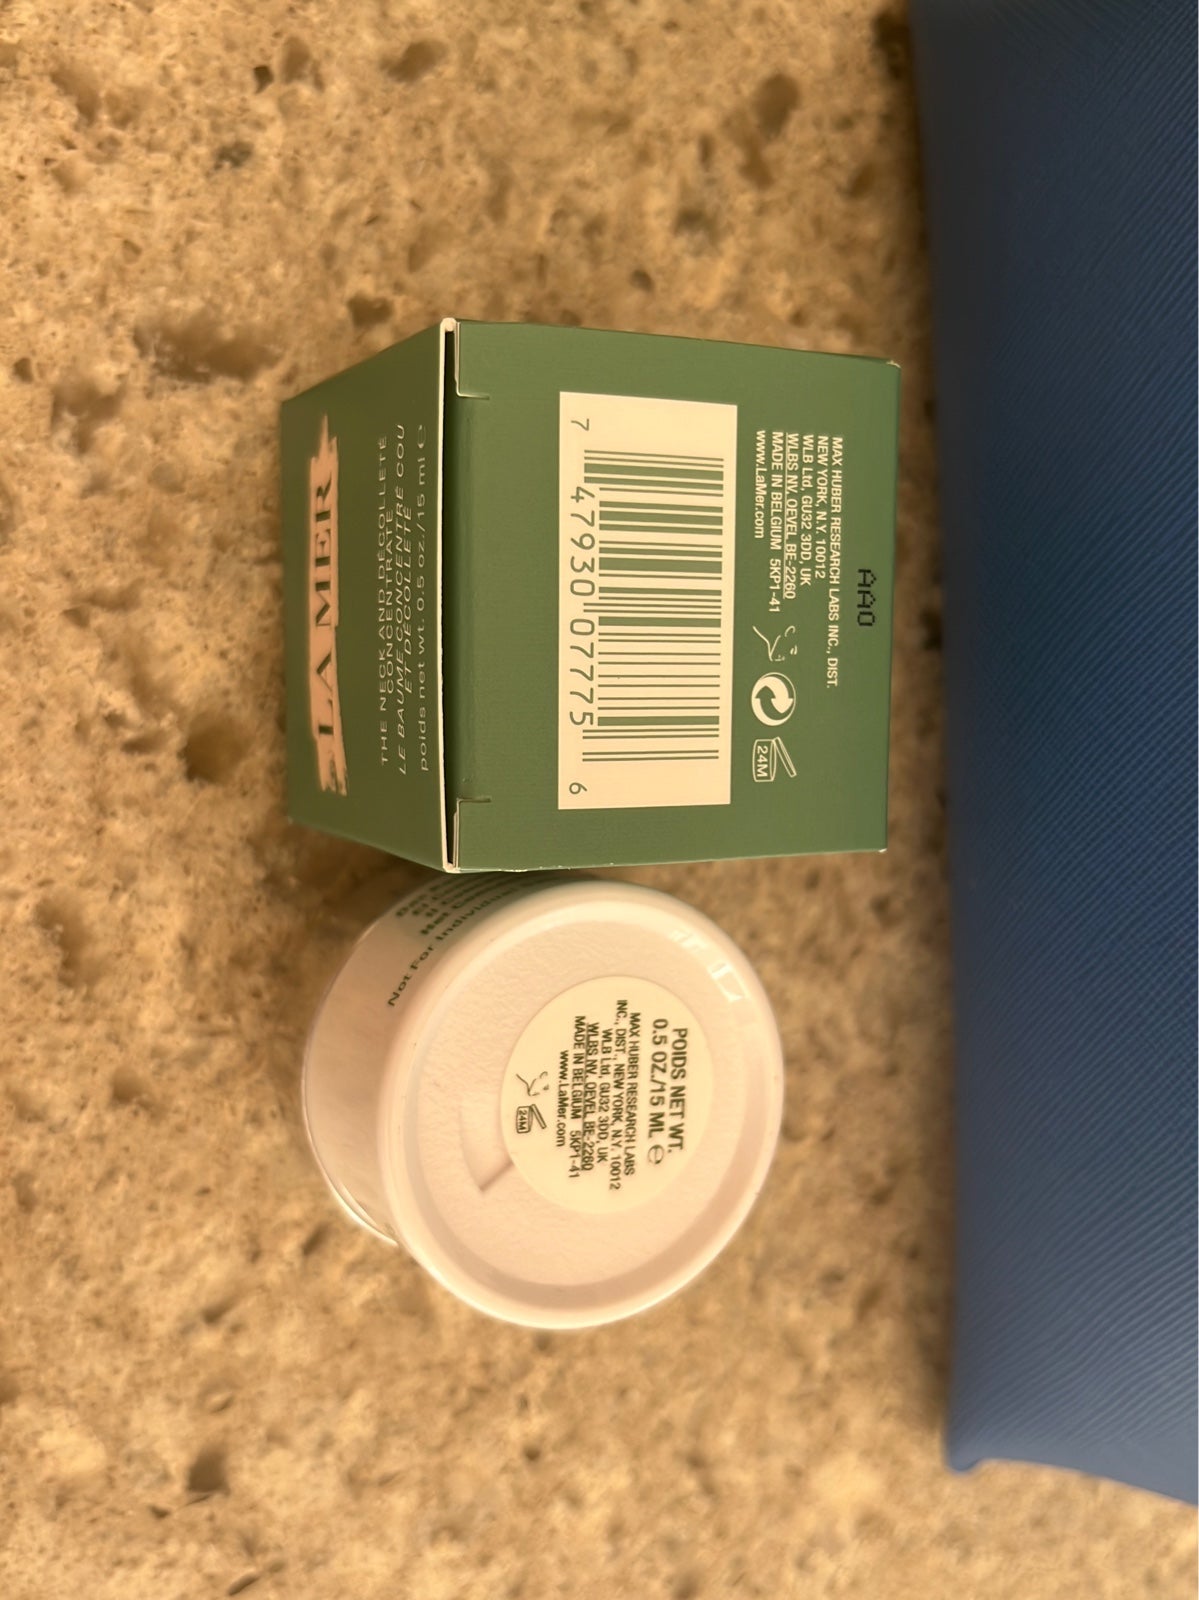 LA MER
THE NECK AND DÉCOLLETÉ
CONCENTRATE
LE BAUME CONCENTRÉ COU
ET DÉCOLLETÉ
poids net wt. 0.5 oz./15 ml ℮
7 47930 07775 6
AA0
MAX HUBER RESEARCH LABS INC., DIST.
NEW YORK, N.Y. 10012
WLB Ltd, GU32 3DD, UK
WLBS NV, OEVEL BE-2260
MADE IN BELGIUM 5KP1-41
www.LaMer.com
24M
Not For Individu
POIDS NET WT.
0.5 OZ./15 ML ℮
MAX HUBER RESEARCH LABS
INC., DIST., NEW YORK, N.Y. 10012
WLB Ltd, GU32 3DD, UK
WLBS NV, OEVEL BE-2260
MADE IN BELGIUM 5KP1-41
www.LaMer.com
24M